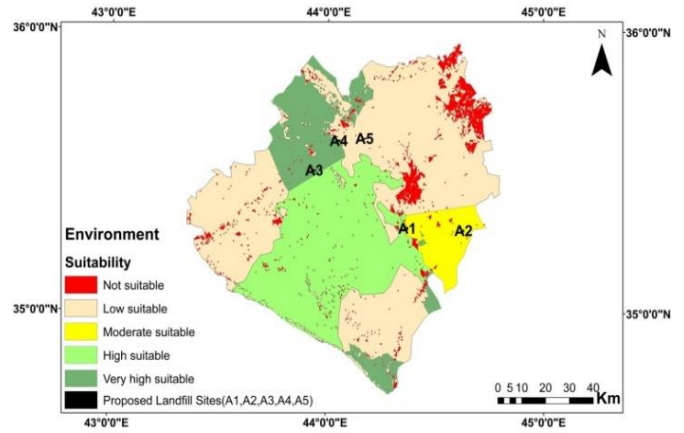 43°0'0"E 44°0'0"E 45°0'0"E
36°0'0"N 36°0'0"N
N
A4 A5
A3
A1 A2
Environment
Suitability
Not suitable
Low suitable
Moderate suitable
High suitable
Very high suitable
Proposed Landfill Sites(A1,A2,A3,A4,A5)
35°0'0"N 35°0'0"N
0 5 10 20 30 40 Km
43°0'0"E 44°0'0"E 45°0'0"E